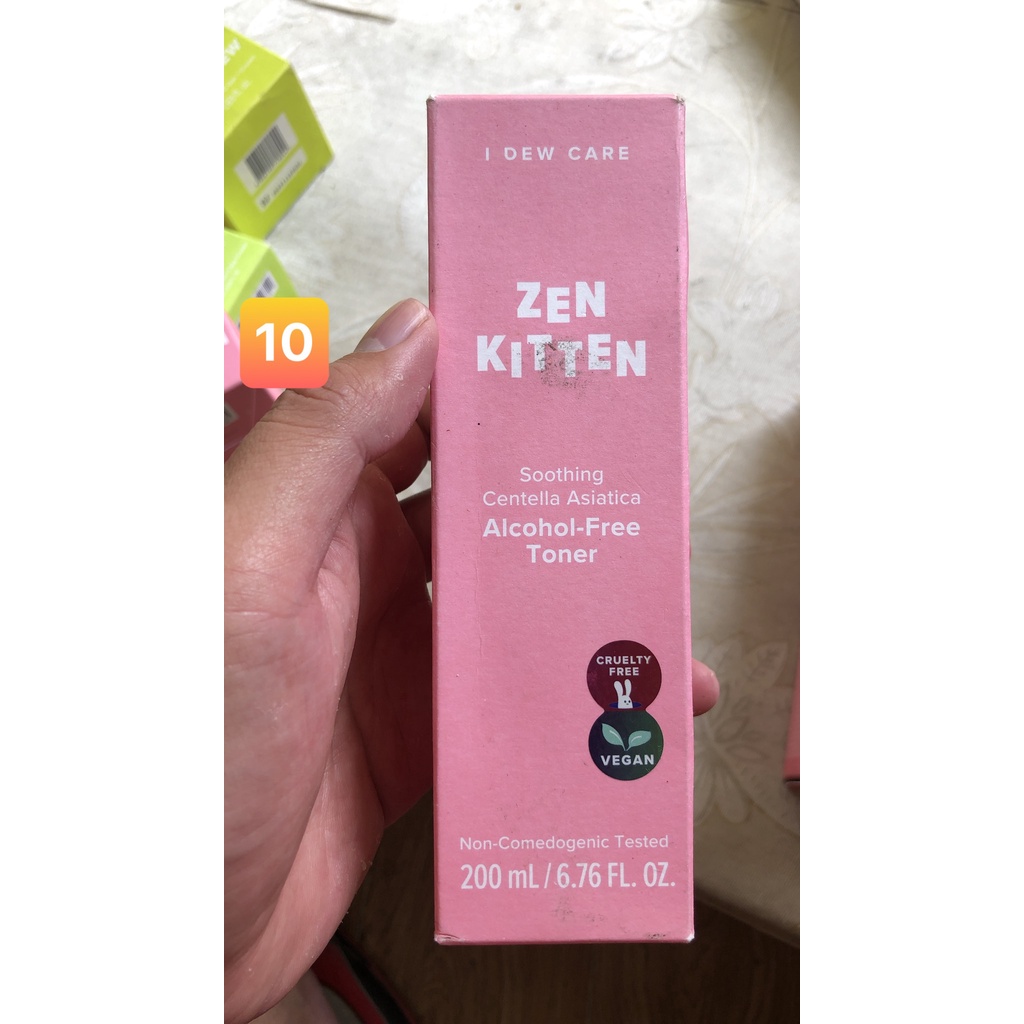 I DEW CARE
ZEN
KITTEN
Soothing
Centella Asiatica
Alcohol-Free
Toner
CRUELTY
FREE
VEGAN
Non-Comedogenic Tested
200 mL / 6.76 FL. OZ.
10